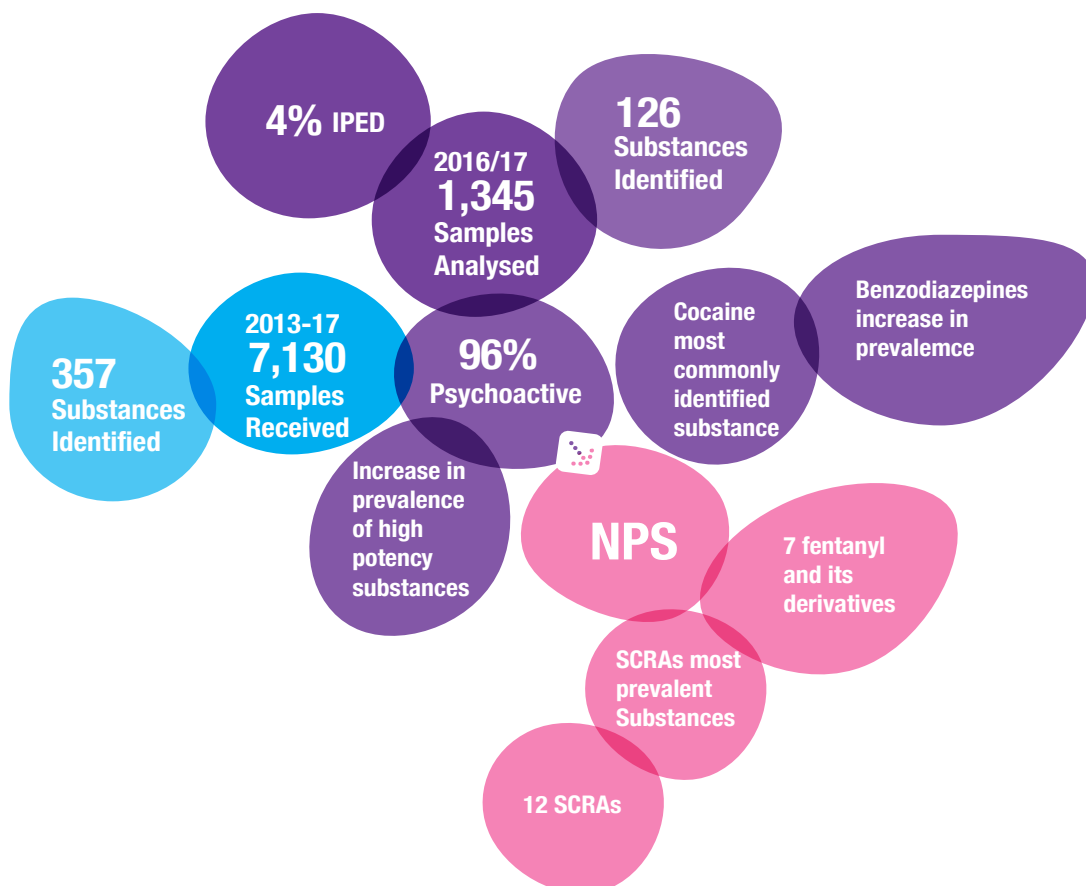 4% IPED
2016/17
1,345
Samples
Analysed
126
Substances
Identified
357
Substances
Identified
2013-17
7,130
Samples
Received
96%
Psychoactive
Cocaine
most
commonly
identified
substance
Benzodiazepines
increase in
prevalemce
Increase in
prevalence
of high
potency
substances
NPS
7 fentanyl
and its
derivatives
SCRAs most
prevalent
Substances
12 SCRAs